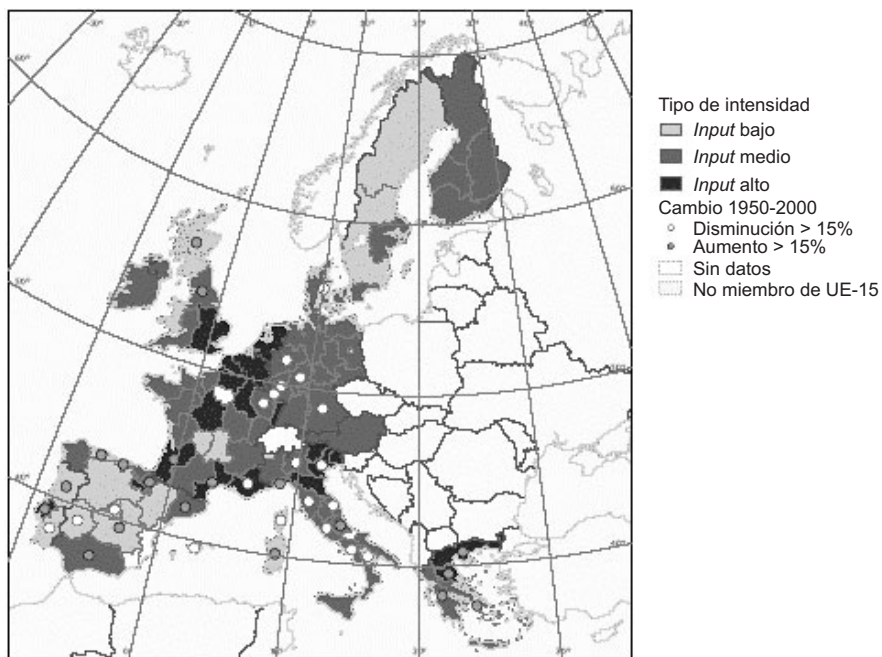 Tipo de intensidad
Input bajo
Input medio
Input alto
Cambio 1950-2000
Disminución > 15%
Aumento > 15%
Sin datos
No miembro de UE-15